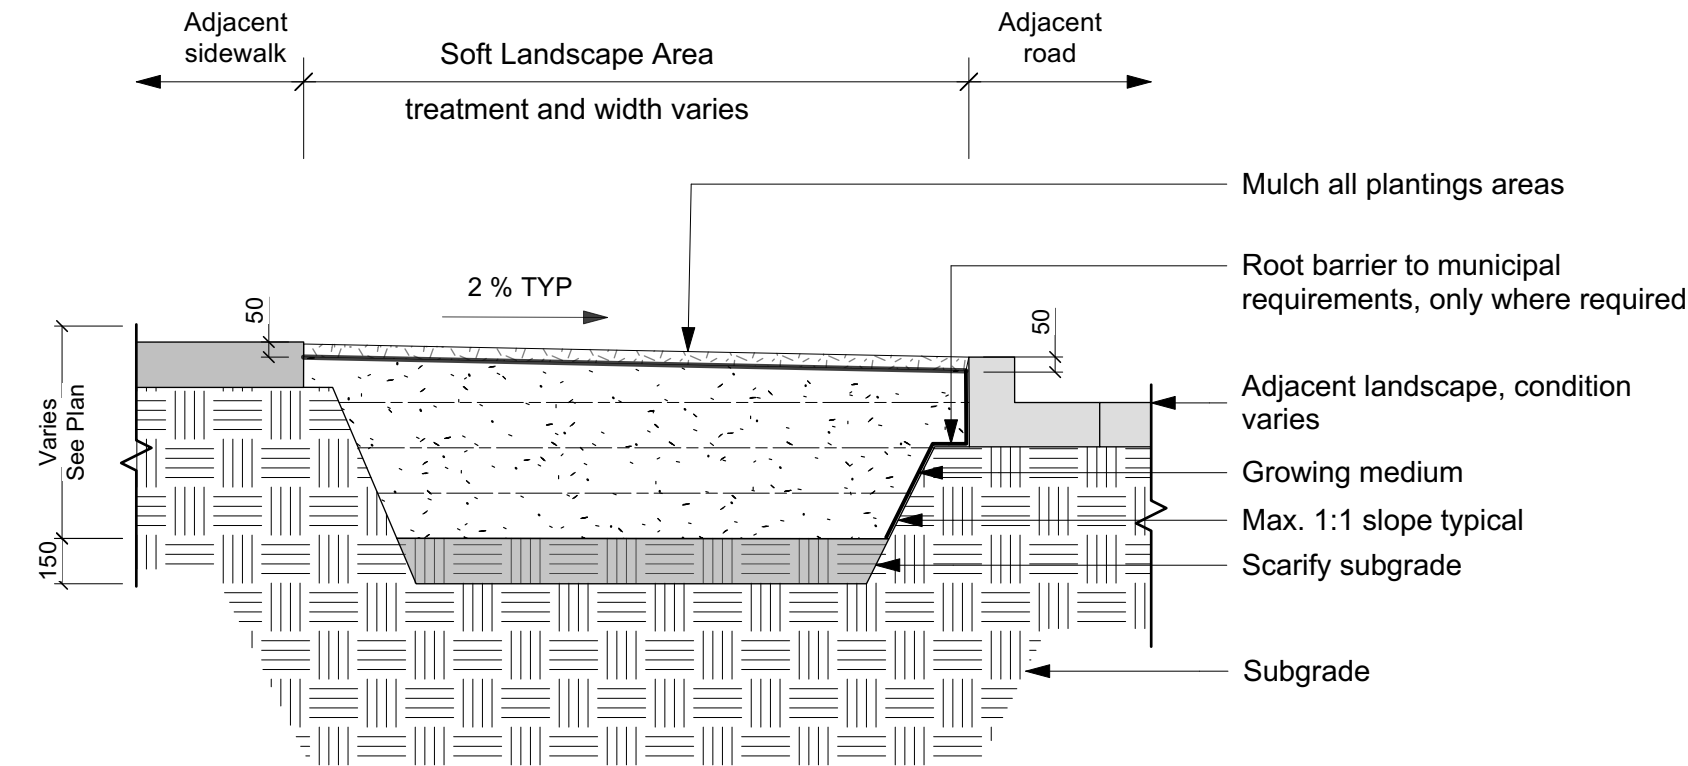 Adjacent
sidewalk
Soft Landscape Area
treatment and width varies
Adjacent
road
Mulch all plantings areas
Root barrier to municipal
requirements, only where required
2 % TYP
50
50
Varies
See Plan
Adjacent landscape, condition
varies
Growing medium
Max. 1:1 slope typical
150
Scarify subgrade
Subgrade